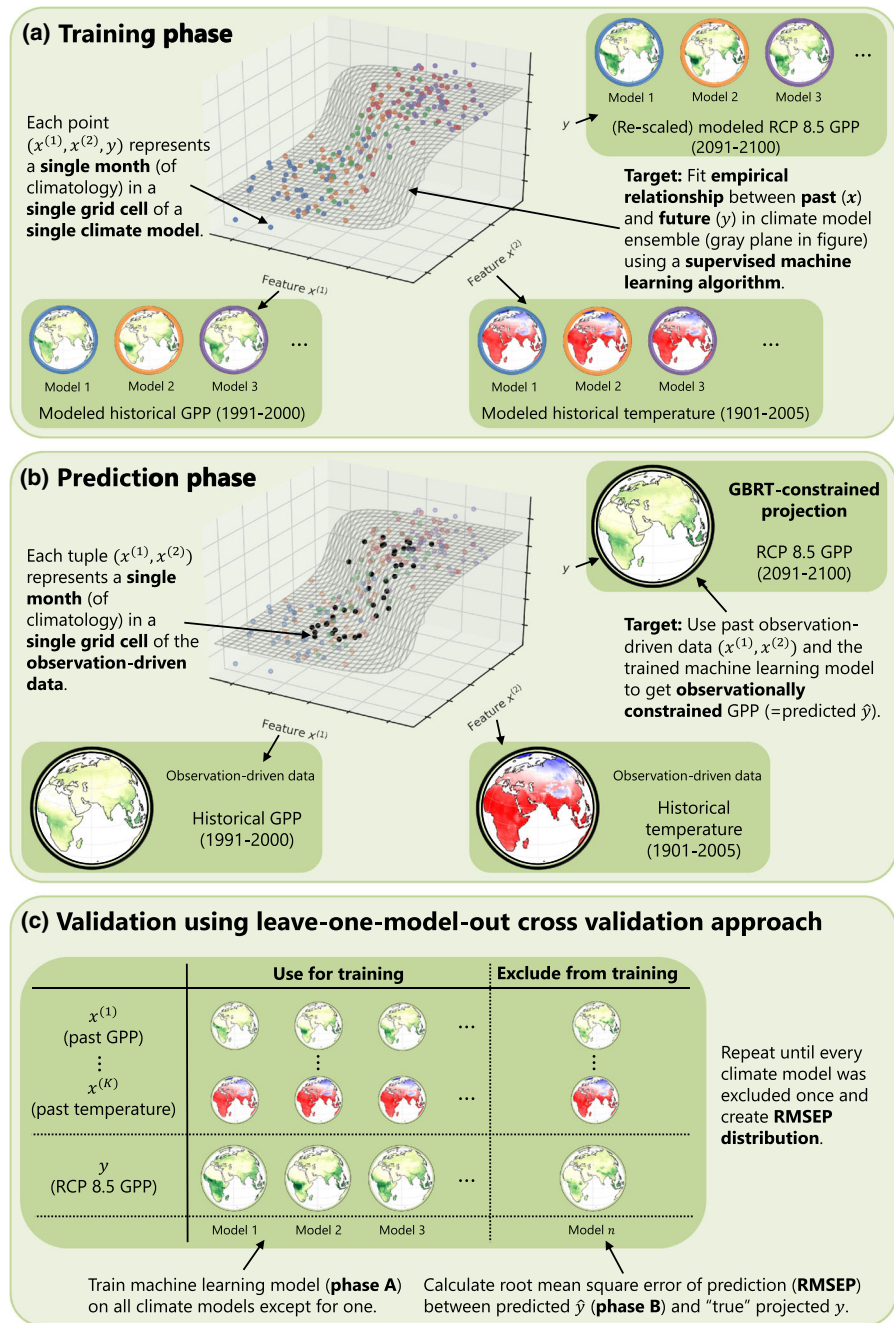 (a) Training phase
Each point
(x⁽¹⁾, x⁽²⁾, y) represents
a single month (of
climatology) in a
single grid cell of a
single climate model.
Feature x⁽¹⁾
Feature x⁽²⁾
y
Model 1
Model 2
Model 3
...
(Re-scaled) modeled RCP 8.5 GPP
(2091-2100)
Target: Fit empirical
relationship between past (x)
and future (y) in climate model
ensemble (gray plane in figure)
using a supervised machine
learning algorithm.
Model 1
Model 2
Model 3
...
Modeled historical GPP (1991-2000)
Model 1
Model 2
Model 3
...
Modeled historical temperature (1901-2005)
(b) Prediction phase
Each tuple (x⁽¹⁾, x⁽²⁾)
represents a single
month (of
climatology) in a
single grid cell of the
observation-driven
data.
Feature x⁽¹⁾
Feature x⁽²⁾
y
GBRT-constrained
projection
RCP 8.5 GPP
(2091-2100)
Target: Use past observation-
driven data (x⁽¹⁾, x⁽²⁾) and the
trained machine learning model
to get observationally
constrained GPP (=predicted ŷ).
Observation-driven data
Historical GPP
(1991-2000)
Observation-driven data
Historical
temperature
(1901-2005)
(c) Validation using leave-one-model-out cross validation approach
Use for training
Exclude from training
x⁽¹⁾
(past GPP)
...
⋮
⋮
⋮
x⁽ᴷ⁾
(past temperature)
...
y
(RCP 8.5 GPP)
...
Model 1
Model 2
Model 3
Model n
Repeat until every
climate model was
excluded once and
create RMSEP
distribution.
Train machine learning model (phase A)
on all climate models except for one.
Calculate root mean square error of prediction (RMSEP)
between predicted ŷ (phase B) and "true" projected y.